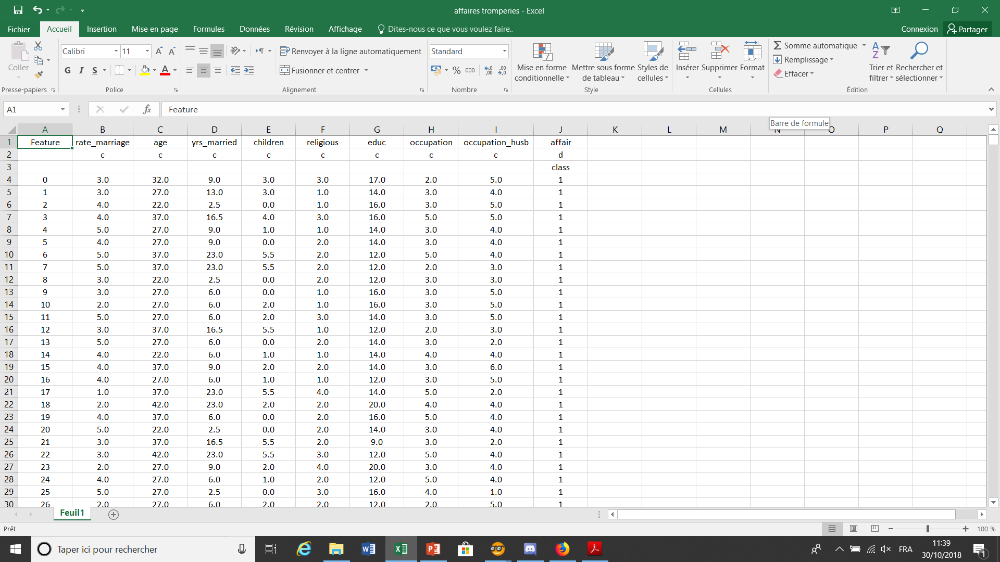 affaires tromperies - Excel
Fichier Accueil Insertion Mise en page Formules Données Révision Affichage Dites-nous ce que vous voulez faire.. Connexion Partager
Coller
Presse-papiers
Calibri 11
G I S A
Police
Renvoyer à la ligne automatiquement
Fusionner et centrer
Alignement
Standard
% 000
Nombre
Mise en forme conditionnelle
Mettre sous forme de tableau
Styles de cellules
Style
Insérer Supprimer Format
Cellules
Somme automatique
Remplissage
Effacer
Trier et filtrer
Rechercher et sélectionner
Édition
A1 fx Feature
Barre de formule
A B C D E F G H I J K L M N O P Q
1 Feature rate_marriage age yrs_married children religious educ occupation occupation_husb affair
2 c c c c c c c c d
3 class
4 0 3.0 32.0 9.0 3.0 3.0 17.0 2.0 5.0 1
5 1 3.0 27.0 13.0 3.0 1.0 14.0 3.0 4.0 1
6 2 4.0 22.0 2.5 0.0 1.0 16.0 3.0 5.0 1
7 3 4.0 37.0 16.5 4.0 3.0 16.0 5.0 5.0 1
8 4 5.0 27.0 9.0 1.0 1.0 14.0 3.0 4.0 1
9 5 4.0 27.0 9.0 0.0 2.0 14.0 3.0 4.0 1
10 6 5.0 37.0 23.0 5.5 2.0 12.0 5.0 4.0 1
11 7 5.0 37.0 23.0 5.5 2.0 12.0 2.0 3.0 1
12 8 3.0 22.0 2.5 0.0 2.0 12.0 3.0 3.0 1
13 9 3.0 27.0 6.0 0.0 1.0 16.0 3.0 5.0 1
14 10 2.0 27.0 6.0 2.0 1.0 16.0 3.0 5.0 1
15 11 5.0 27.0 6.0 2.0 3.0 14.0 3.0 5.0 1
16 12 3.0 37.0 16.5 5.5 1.0 12.0 2.0 3.0 1
17 13 5.0 27.0 6.0 0.0 2.0 14.0 3.0 2.0 1
18 14 4.0 22.0 6.0 1.0 1.0 14.0 4.0 4.0 1
19 15 4.0 37.0 9.0 2.0 2.0 14.0 3.0 6.0 1
20 16 4.0 27.0 6.0 1.0 1.0 12.0 3.0 5.0 1
21 17 1.0 37.0 23.0 5.5 4.0 14.0 5.0 2.0 1
22 18 2.0 42.0 23.0 2.0 2.0 20.0 4.0 4.0 1
23 19 4.0 37.0 6.0 0.0 2.0 16.0 5.0 4.0 1
24 20 5.0 22.0 2.5 0.0 2.0 14.0 3.0 4.0 1
25 21 3.0 37.0 16.5 5.5 2.0 9.0 3.0 2.0 1
26 22 3.0 42.0 23.0 5.5 3.0 12.0 5.0 4.0 1
27 23 2.0 27.0 9.0 2.0 4.0 20.0 3.0 4.0 1
28 24 4.0 27.0 6.0 1.0 2.0 12.0 5.0 4.0 1
29 25 5.0 27.0 2.5 0.0 3.0 16.0 4.0 1.0 1
30 26 2.0 27.0 6.0 2.0 2.0 12.0 2.0 5.0 1
Feuil1
Prêt 100 %
Taper ici pour rechercher
FRA
11:39
30/10/2018
1